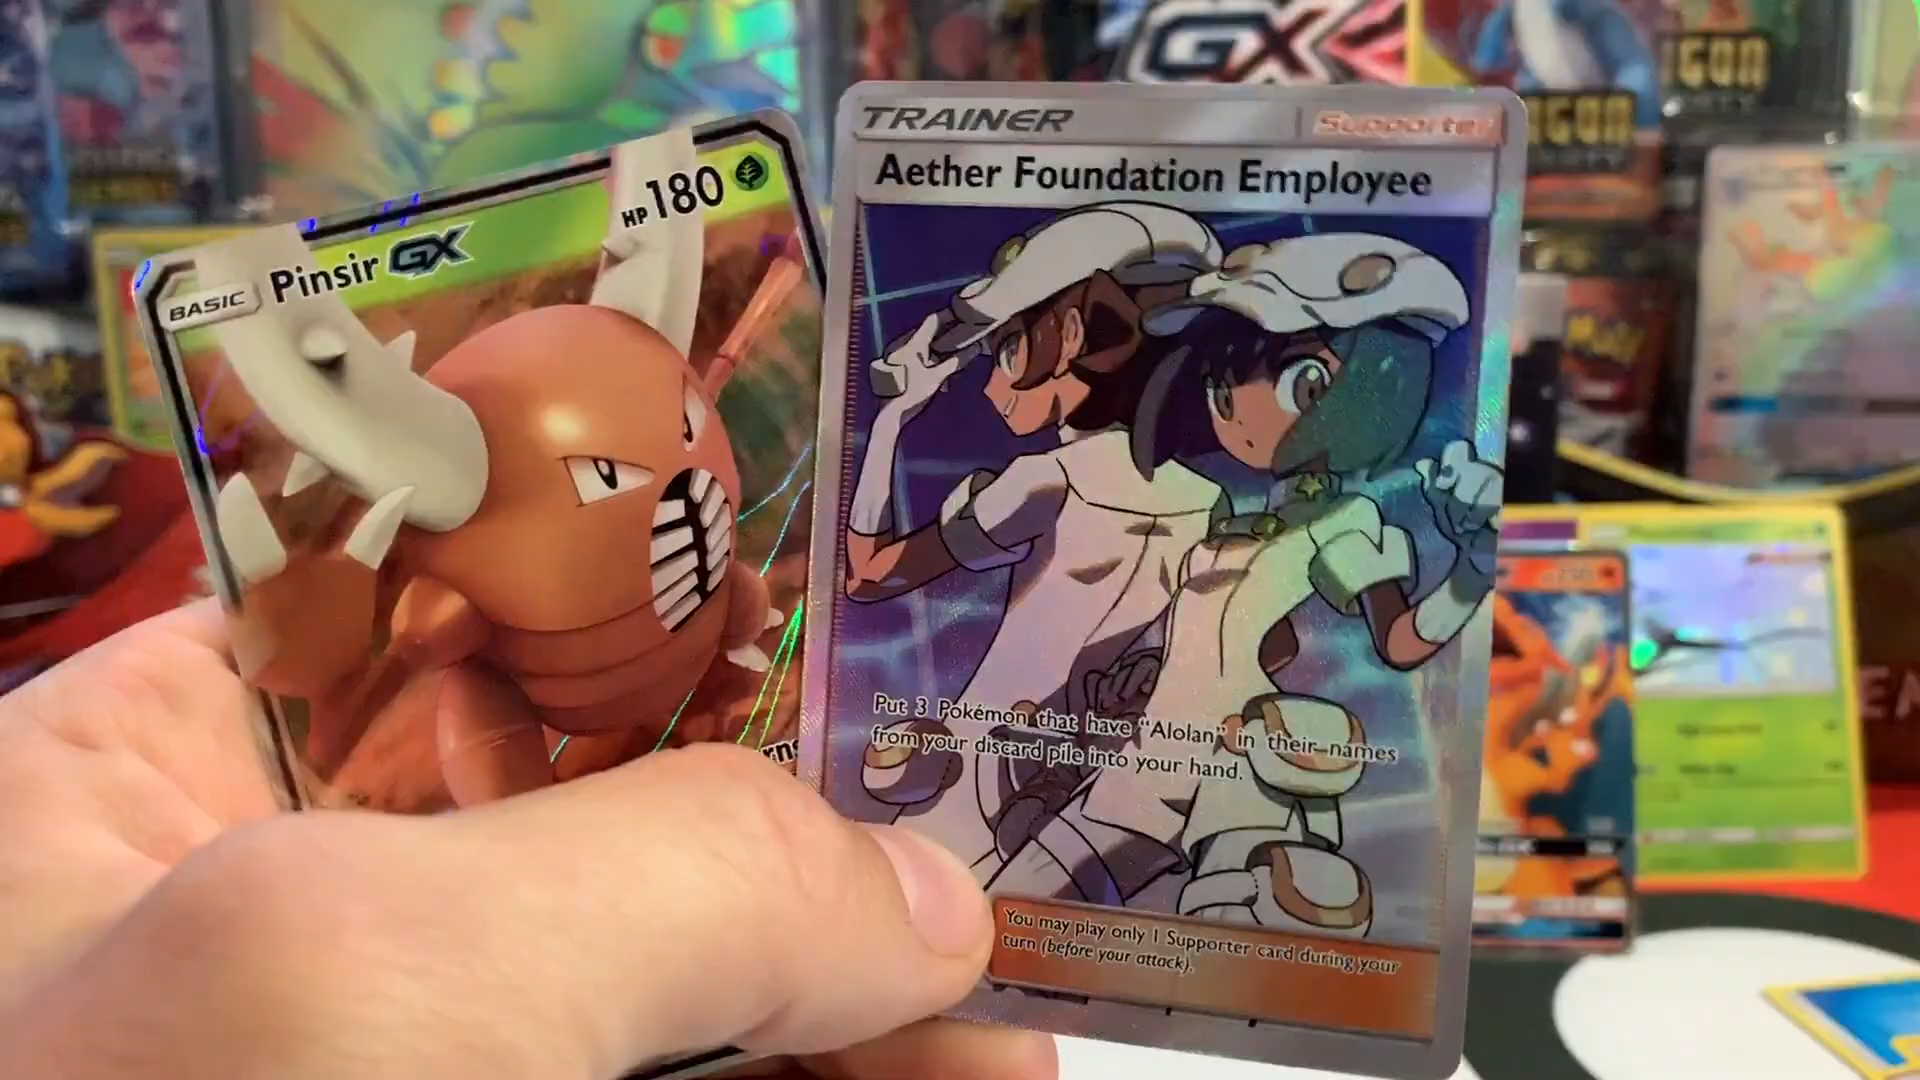 GX
TRAINER
Supporter
Aether Foundation Employee
HP 180
Pinsir GX
BASIC
Put 3 Pokémon that have “Alolan” in their names
from your discard pile into your hand.
You may play only 1 Supporter card during your
turn (before your attack).